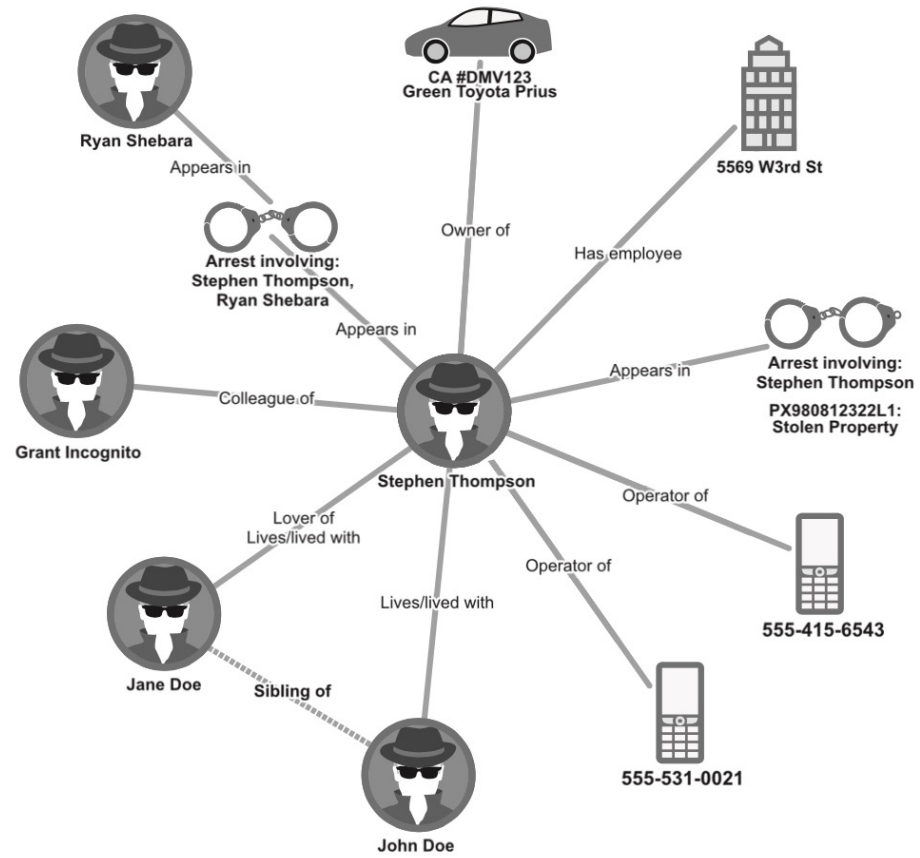 CA #DMV123
Green Toyota Prius
Ryan Shebara
5569 W3rd St
Appears in
Owner of
Has employee
Arrest involving:
Stephen Thompson,
Ryan Shebara
Appears in
Appears in
Arrest involving:
Stephen Thompson
PX980812322L1:
Stolen Property
Colleague of
Grant Incognito
Stephen Thompson
Operator of
Lover of
Lives/lived with
Operator of
Lives/lived with
555-415-6543
Jane Doe
Sibling of
555-531-0021
John Doe